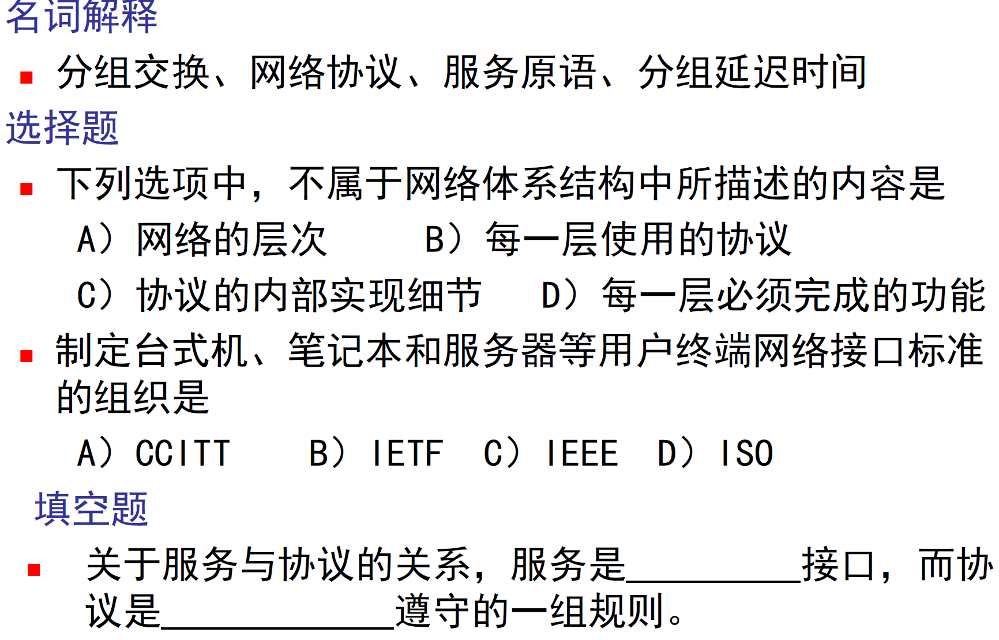 名词解释
■ 分组交换、网络协议、服务原语、分组延迟时间
选择题
■ 下列选项中，不属于网络体系结构中所描述的内容是
A）网络的层次 B）每一层使用的协议
C）协议的内部实现细节 D）每一层必须完成的功能
■ 制定台式机、笔记本和服务器等用户终端网络接口标准
的组织是
A）CCITT B）IETF C）IEEE D）ISO
填空题
■ 关于服务与协议的关系，服务是_________接口，而协
议是____________遵守的一组规则。